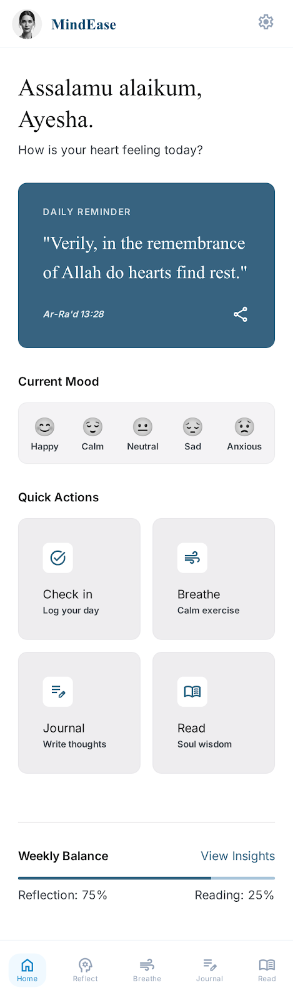 MindEase
Assalamu alaikum,
Ayesha.
How is your heart feeling today?
DAILY REMINDER
"Verily, in the remembrance
of Allah do hearts find rest."
Ar-Ra'd 13:28
Current Mood
Happy Calm Neutral Sad Anxious
Quick Actions
Check in
Log your day
Breathe
Calm exercise
Journal
Write thoughts
Read
Soul wisdom
Weekly Balance View Insights
Reflection: 75% Reading: 25%
Home Reflect Breathe Journal Read